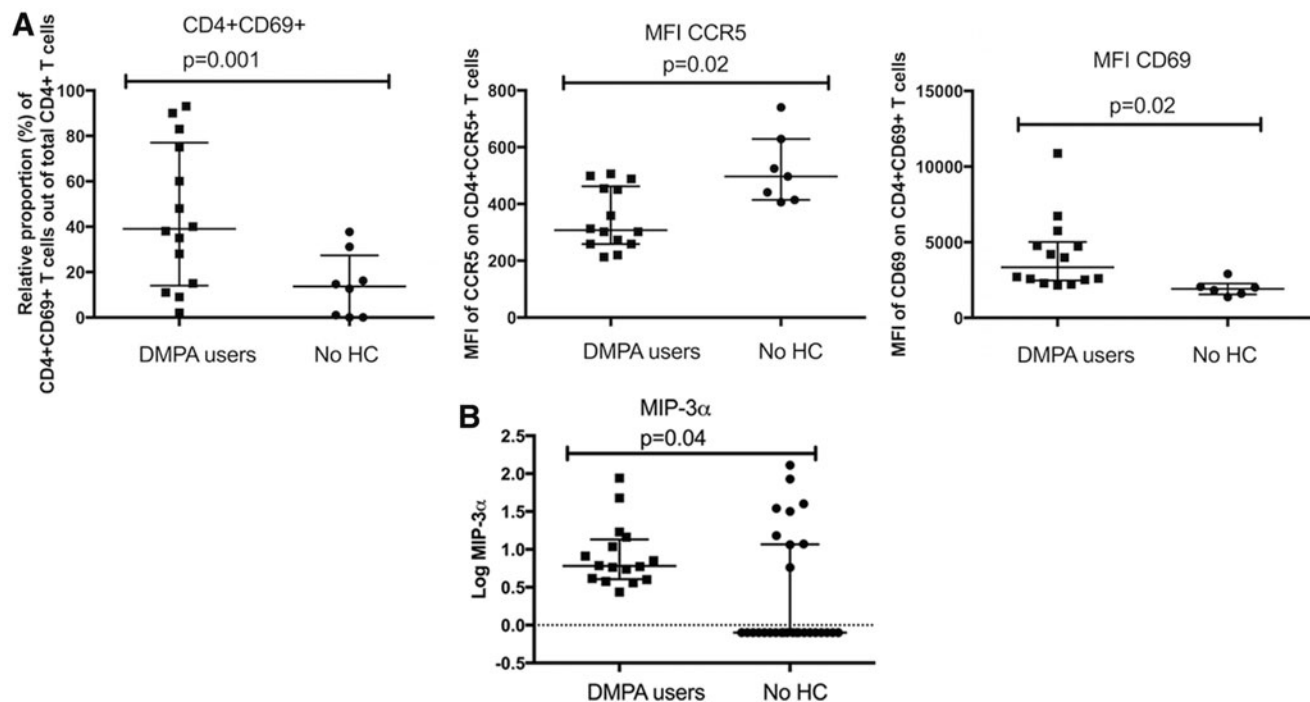 A
CD4+CD69+
p=0.001
Relative proportion (%) of
CD4+CD69+ T cells out of total CD4+ T cells
100
80
60
40
20
0
DMPA users
No HC
MFI CCR5
p=0.02
MFI of CCR5 on CD4+CCR5+ T cells
800
600
400
200
0
DMPA users
No HC
MFI CD69
p=0.02
MFI of CD69 on CD4+CD69+ T cells
15000
10000
5000
0
DMPA users
No HC
B
MIP-3α
p=0.04
Log MIP-3α
2.5
2.0
1.5
1.0
0.5
0.0
-0.5
DMPA users
No HC